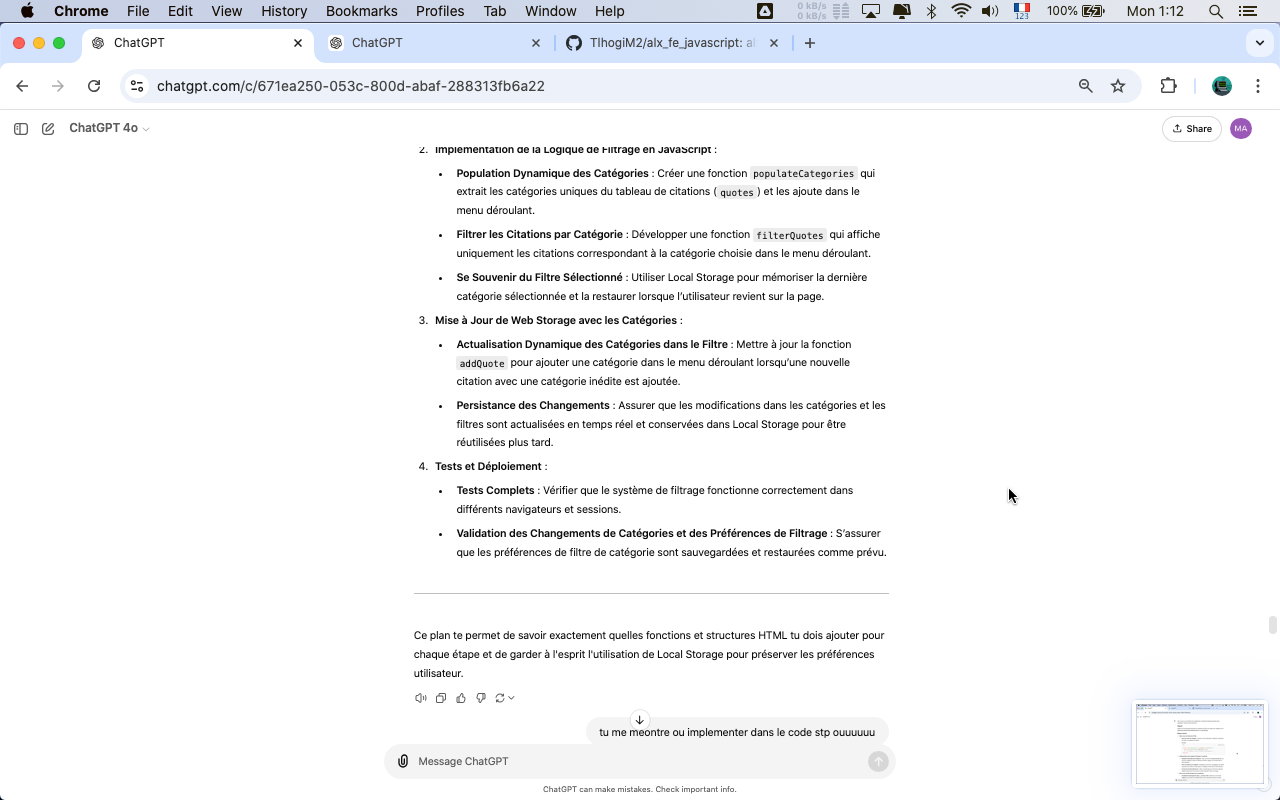 Chrome File Edit View History Bookmarks Profiles Tab Window Help 0 kB/s 0 kB/s 123 100% Mon 1:12
ChatGPT ChatGPT TlhogiM2/alx_fe_javascript: al
chatgpt.com/c/671ea250-053c-800d-abaf-288313fb6a22
ChatGPT 4o Share MA
2. Implémentation de la Logique de Filtrage en JavaScript :
• Population Dynamique des Catégories : Créer une fonction populateCategories qui
extrait les catégories uniques du tableau de citations ( quotes ) et les ajoute dans le
menu déroulant.
• Filtrer les Citations par Catégorie : Développer une fonction filterQuotes qui affiche
uniquement les citations correspondant à la catégorie choisie dans le menu déroulant.
• Se Souvenir du Filtre Sélectionné : Utiliser Local Storage pour mémoriser la dernière
catégorie sélectionnée et la restaurer lorsque l'utilisateur revient sur la page.
3. Mise à Jour de Web Storage avec les Catégories :
• Actualisation Dynamique des Catégories dans le Filtre : Mettre à jour la fonction
addQuote pour ajouter une catégorie dans le menu déroulant lorsqu'une nouvelle
citation avec une catégorie inédite est ajoutée.
• Persistance des Changements : Assurer que les modifications dans les catégories et les
filtres sont actualisées en temps réel et conservées dans Local Storage pour être
réutilisées plus tard.
4. Tests et Déploiement :
• Tests Complets : Vérifier que le système de filtrage fonctionne correctement dans
différents navigateurs et sessions.
• Validation des Changements de Catégories et des Préférences de Filtrage : S'assurer
que les préférences de filtre de catégorie sont sauvegardées et restaurées comme prévu.
Ce plan te permet de savoir exactement quelles fonctions et structures HTML tu dois ajouter pour
chaque étape et de garder à l'esprit l'utilisation de Local Storage pour préserver les préférences
utilisateur.
tu me meontre ou implementer dans le code stp ouuuuuu
Message ChatGPT
ChatGPT can make mistakes. Check important info.